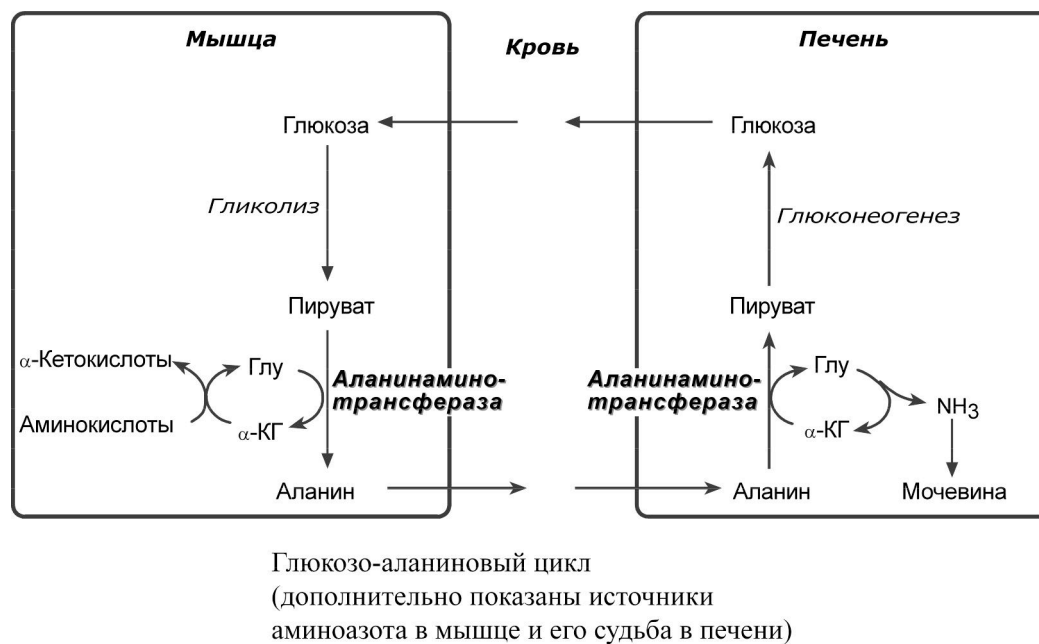 Мышца
Кровь
Печень
Глюкоза
Глюкоза
Гликолиз
Глюконеогенез
Пируват
Пируват
α-Кетокислоты
Глу
Аминокислоты
α-КГ
Аланинамино-
трансфераза
Аланинамино-
трансфераза
Глу
α-КГ
NH3
Аланин
Аланин
Мочевина
Глюкозо-аланиновый цикл
(дополнительно показаны источники
аминоазота в мышце и его судьба в печени)